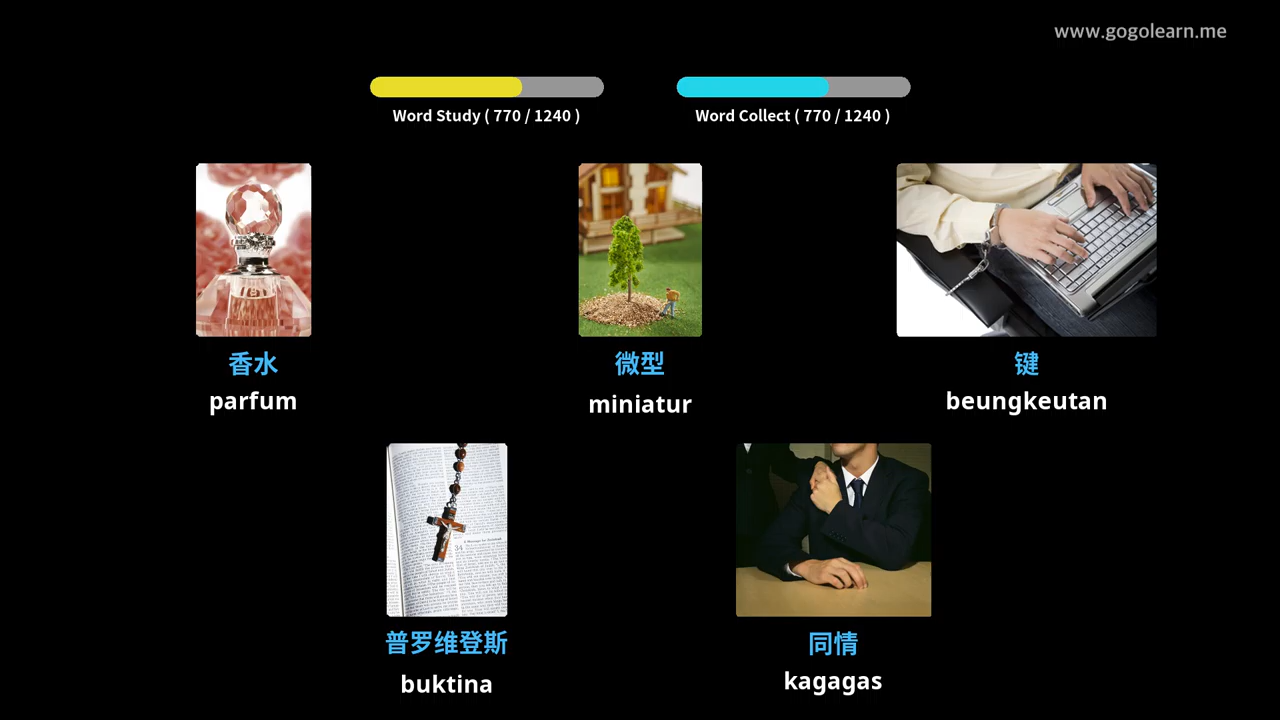 www.gogolearn.me
Word Study ( 770 / 1240 )
Word Collect ( 770 / 1240 )
香水
parfum
微型
miniatur
键
beungkeutan
普罗维登斯
buktina
同情
kagagas